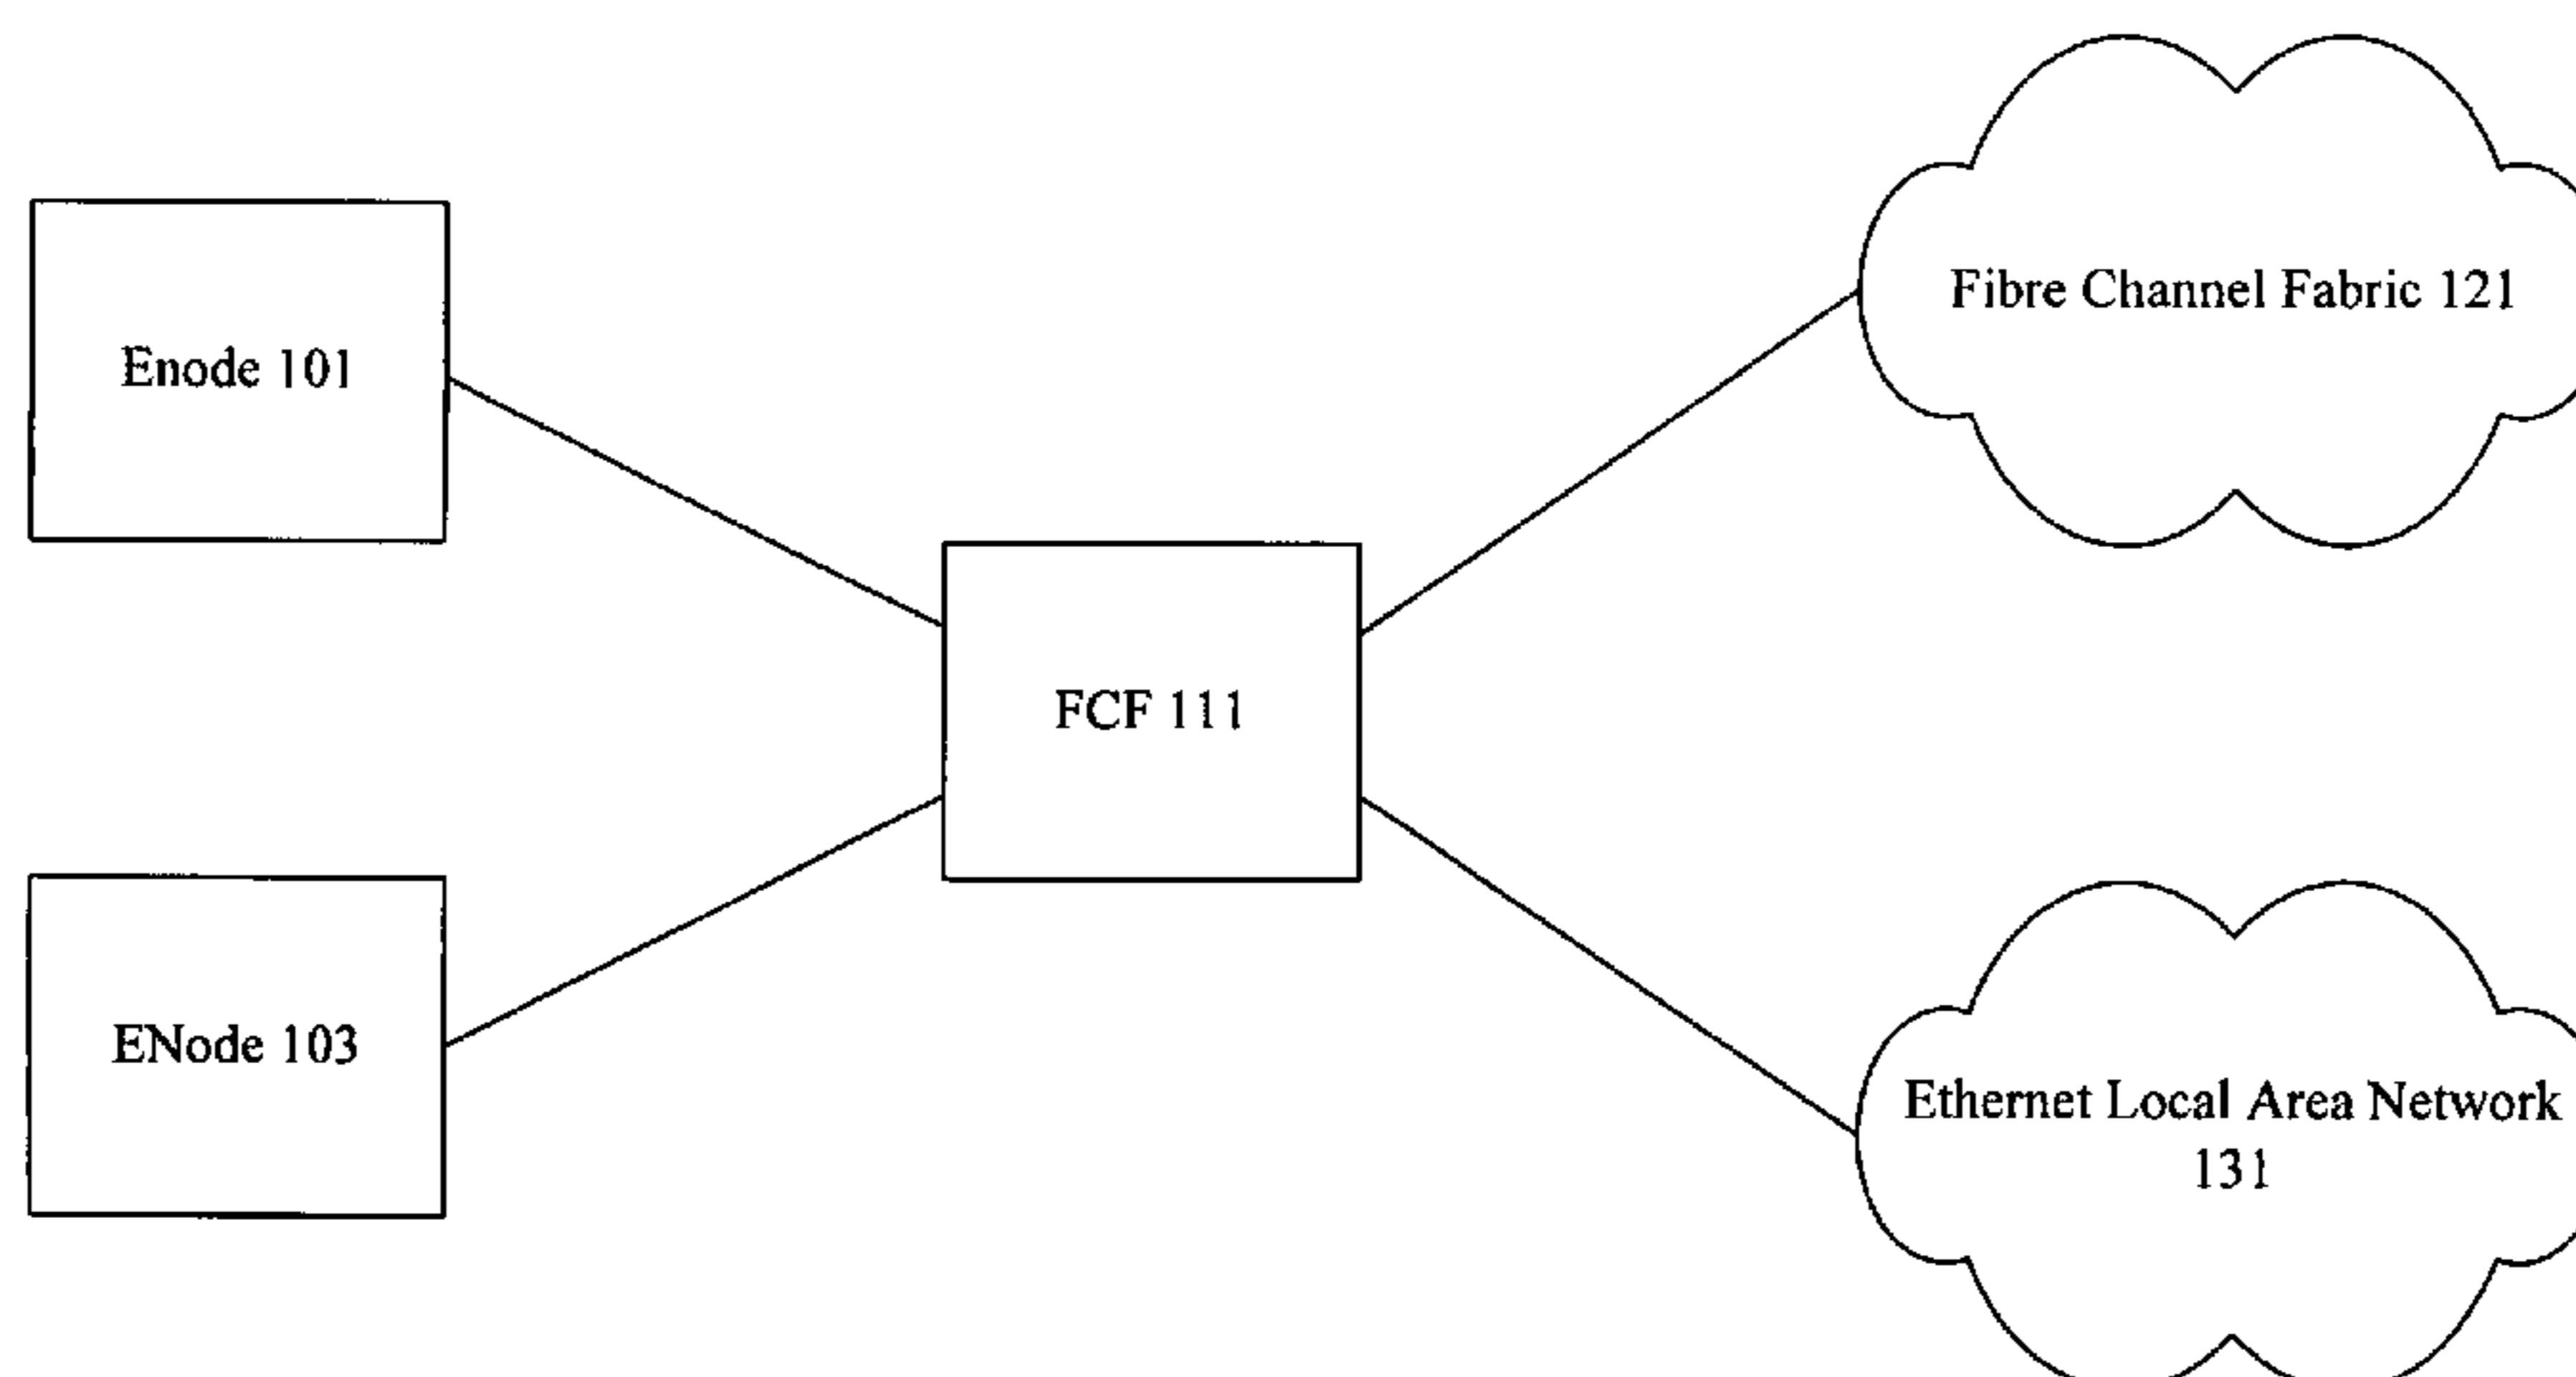 Fibre Channel Fabric 121
Enode 101
FCF 111
ENode 103
Ethernet Local Area Network
131